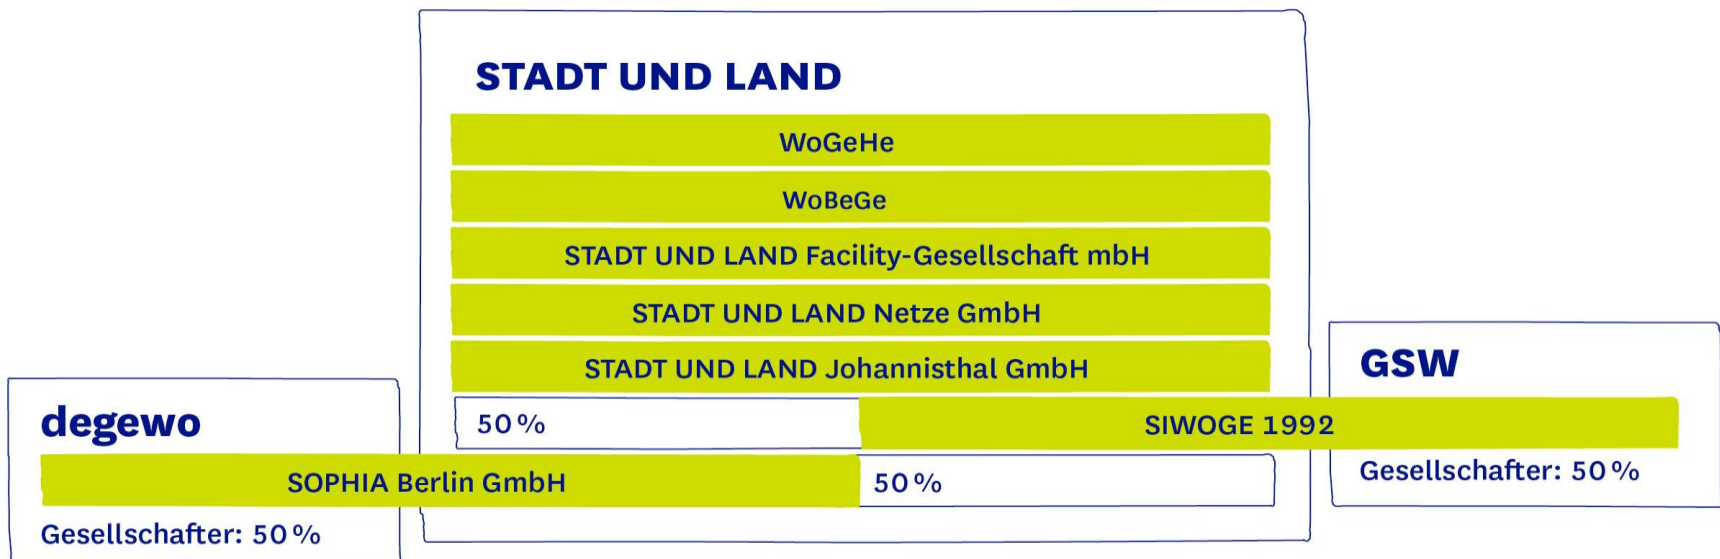 STADT UND LAND
WoGeHe
WoBeGe
STADT UND LAND Facility-Gesellschaft mbH
STADT UND LAND Netze GmbH
STADT UND LAND Johannisthal GmbH
50 %
SIWOGE 1992
GSW
Gesellschafter: 50 %
degewo
SOPHIA Berlin GmbH
50 %
Gesellschafter: 50 %